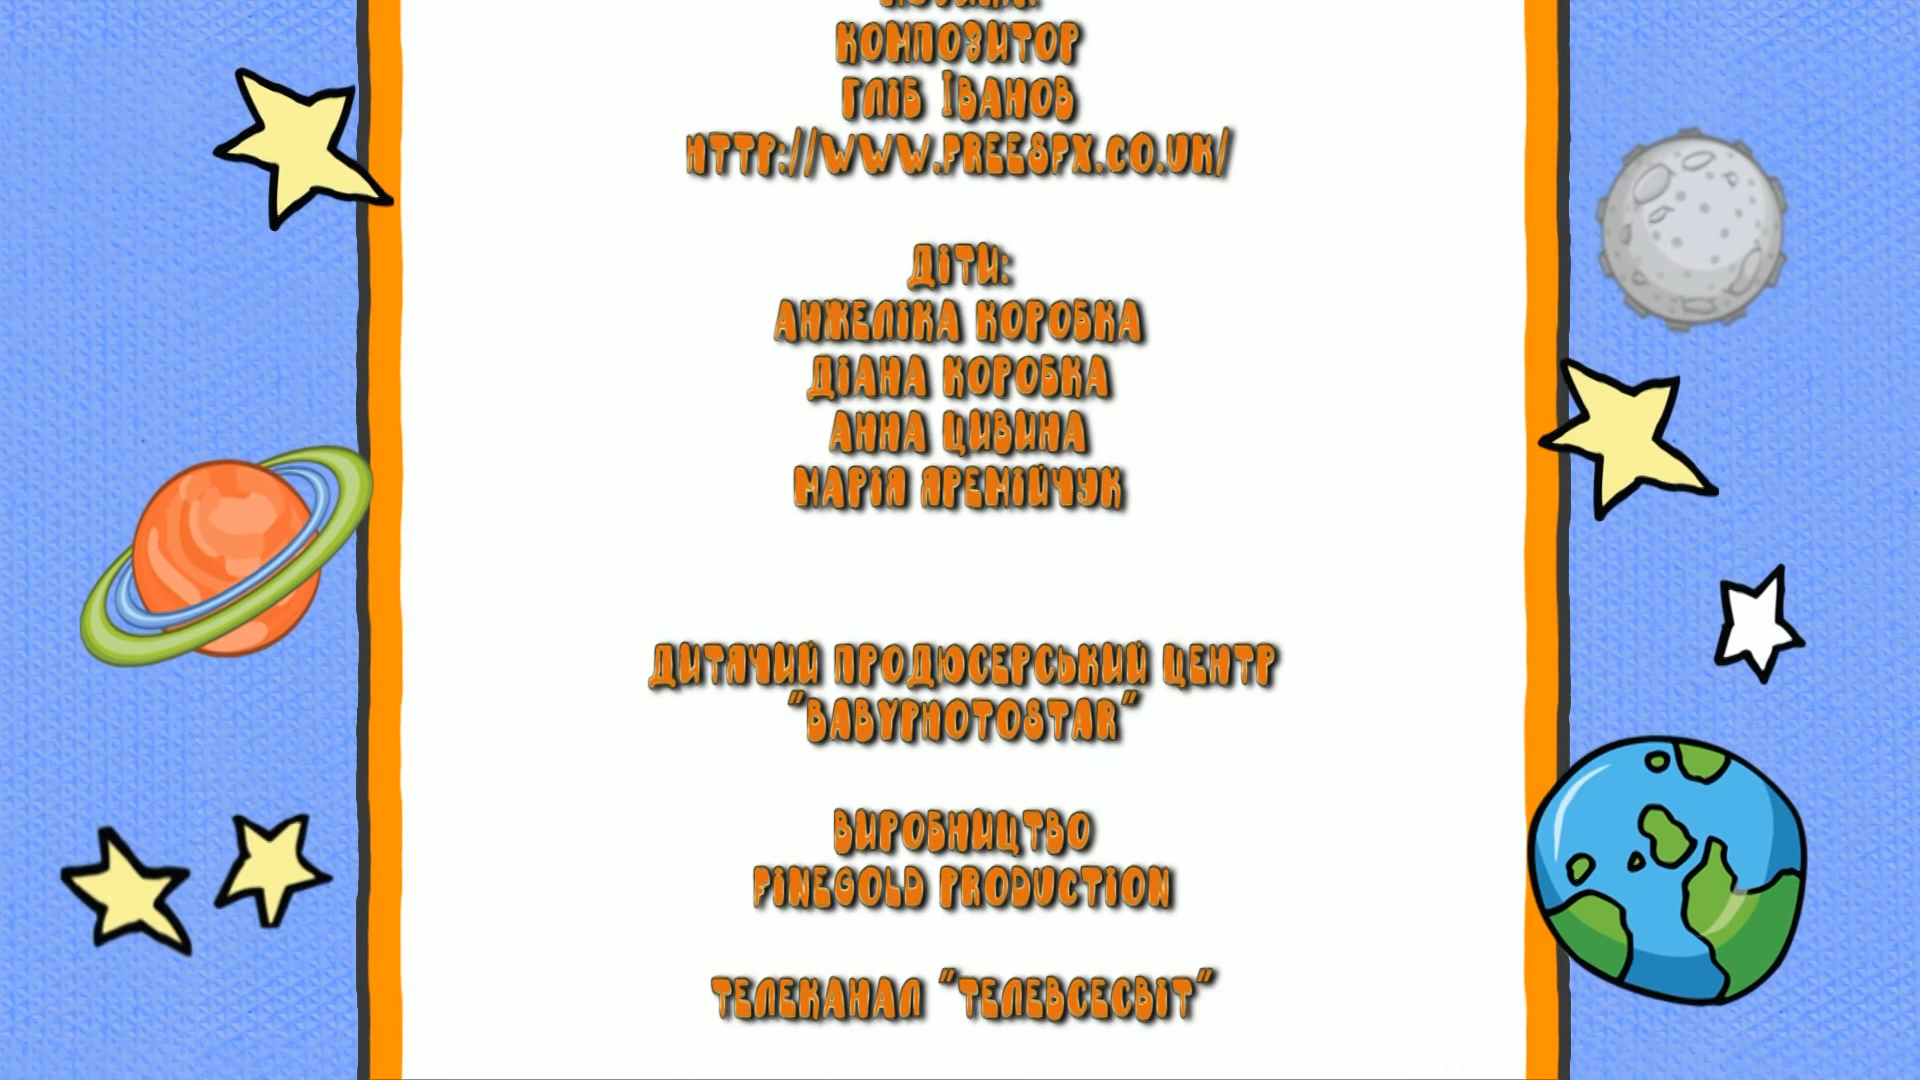 КОМПОЗИТОР
ГЛІБ ІВАНОВ
HTTP://WWW.FREESFX.CO.UK/
ДІТИ:
АНЖЕЛІКА КОРОБКА
ДІАНА КОРОБКА
АННА ЦИВИНА
МАРІЯ ЯРЕМІЙЧУК
ДИТЯЧИЙ ПРОДЮСЕРСЬКИЙ ЦЕНТР
"BABYPHOTOSTAR"
ВИРОБНИЦТВО
PINEGOLD PRODUCTION
ТЕЛЕКАНАЛ "ТЕЛЕВСЕСВІТ"